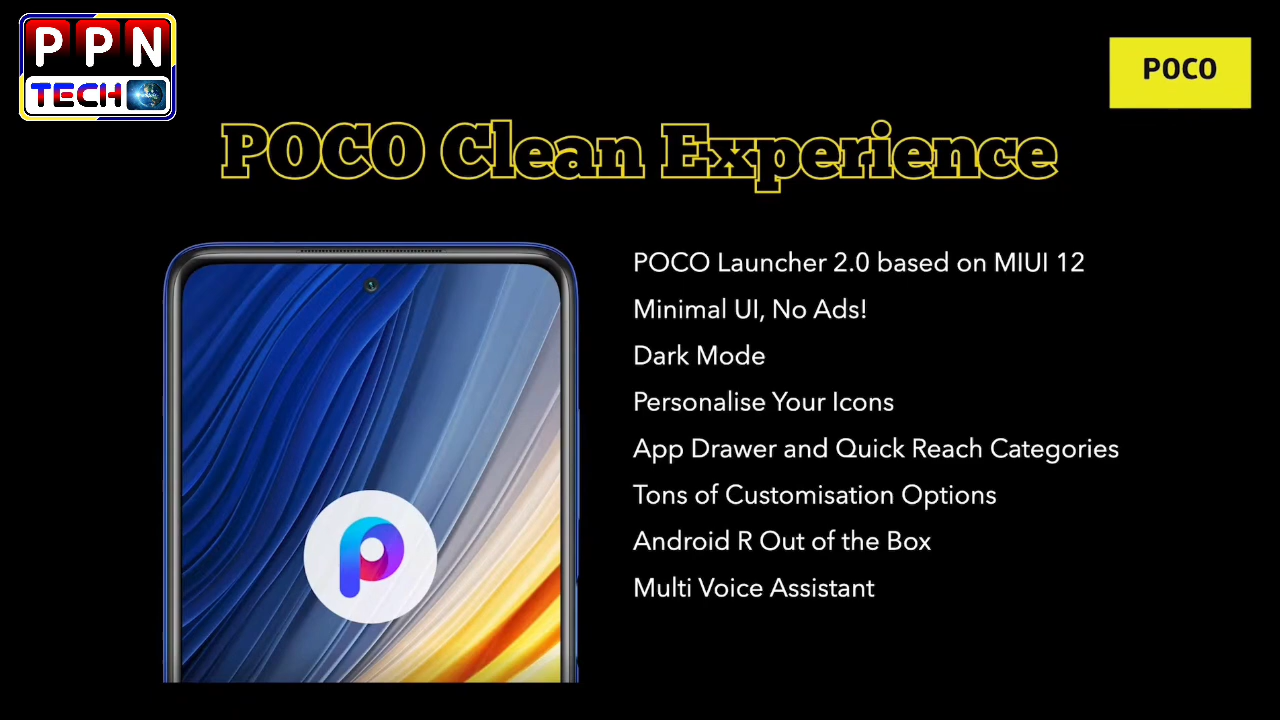 PPN
TECH
POCO
POCO Clean Experience
POCO Launcher 2.0 based on MIUI 12
Minimal UI, No Ads!
Dark Mode
Personalise Your Icons
App Drawer and Quick Reach Categories
Tons of Customisation Options
Android R Out of the Box
Multi Voice Assistant